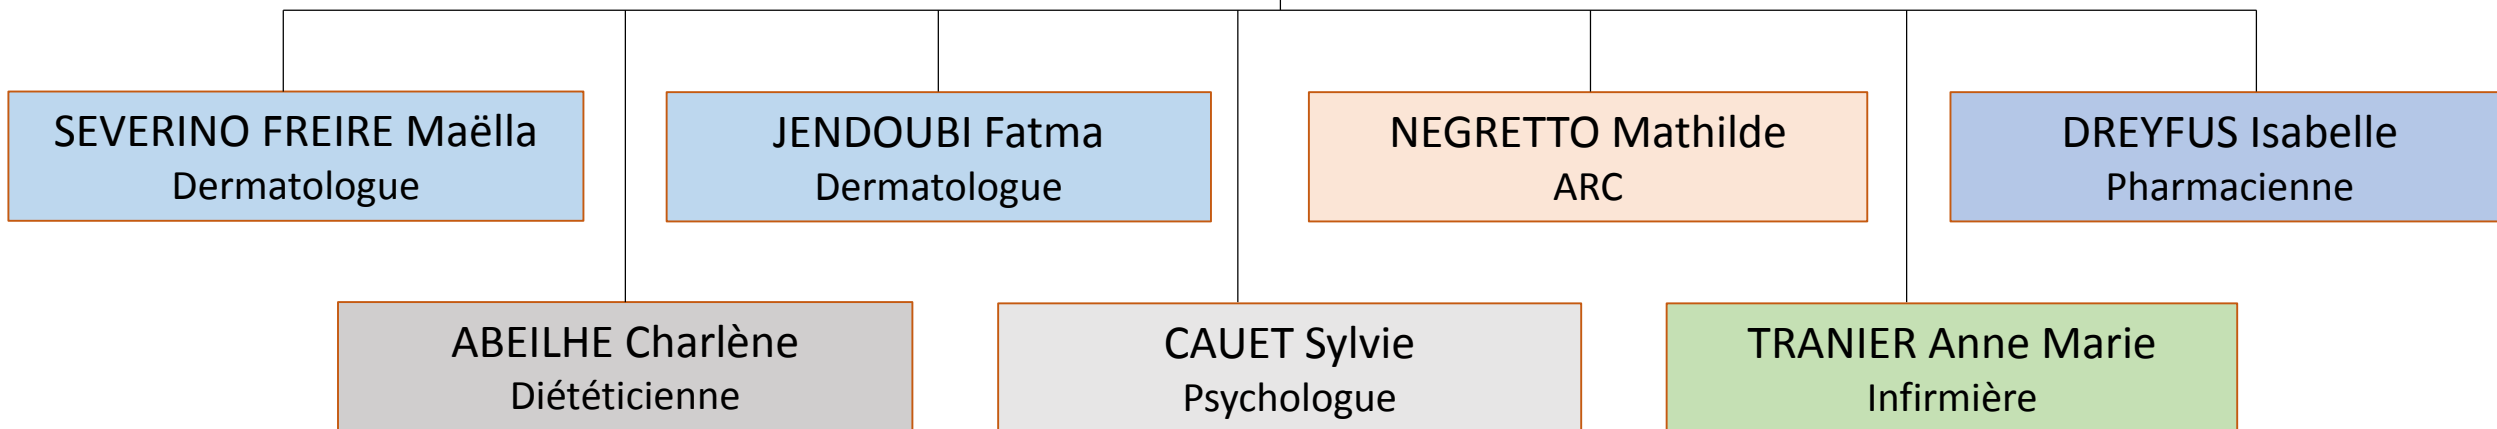 SEVERINO FREIRE Maëlla
Dermatologue
JENDOUBI Fatma
Dermatologue
NEGRETTO Mathilde
ARC
DREYFUS Isabelle
Pharmacienne
ABEILHE Charlène
Diététicienne
CAUET Sylvie
Psychologue
TRANIER Anne Marie
Infirmière